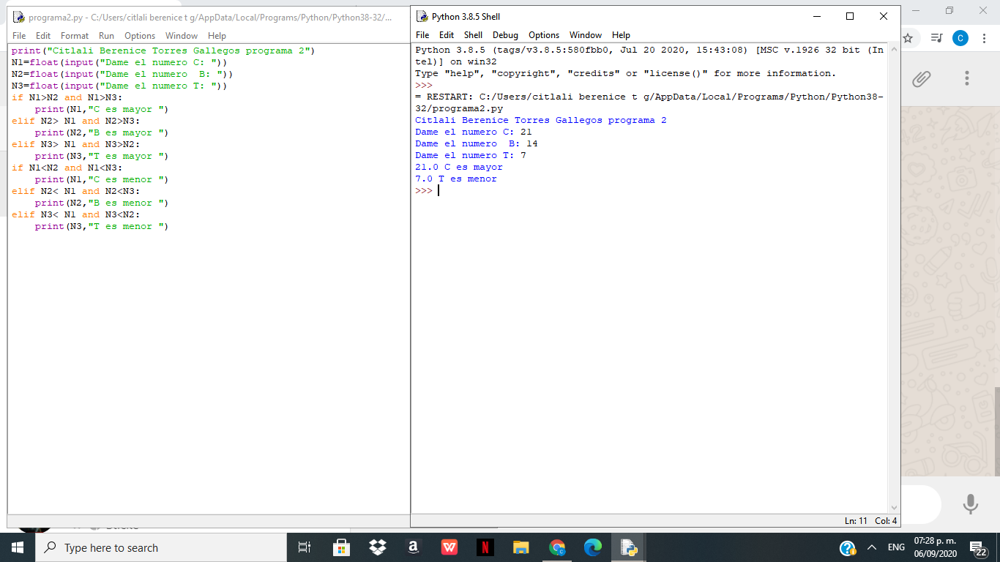 programa2.py - C:/Users/citlali berenice t g/AppData/Local/Programs/Python/Python38-32/...
File Edit Format Run Options Window Help
print("Citlali Berenice Torres Gallegos programa 2")
N1=float(input("Dame el numero C: "))
N2=float(input("Dame el numero  B: "))
N3=float(input("Dame el numero T: "))
if N1>N2 and N1>N3:
    print(N1,"C es mayor ")
elif N2> N1 and N2>N3:
    print(N2,"B es mayor ")
elif N3> N1 and N3>N2:
    print(N3,"T es mayor ")
if N1<N2 and N1<N3:
    print(N1,"C es menor ")
elif N2< N1 and N2<N3:
    print(N2,"B es menor ")
elif N3< N1 and N3<N2:
    print(N3,"T es menor ")
Python 3.8.5 Shell
File Edit Shell Debug Options Window Help
Python 3.8.5 (tags/v3.8.5:580fbb0, Jul 20 2020, 15:43:08) [MSC v.1926 32 bit (In
tel)] on win32
Type "help", "copyright", "credits" or "license()" for more information.
>>>
= RESTART: C:/Users/citlali berenice t g/AppData/Local/Programs/Python/Python38-
32/programa2.py
Citlali Berenice Torres Gallegos programa 2
Dame el numero C: 21
Dame el numero  B: 14
Dame el numero T: 7
21.0 C es mayor
7.0 T es menor
>>>
Ln: 11 Col: 4
C
Type here to search
a
W
N
C
ENG
07:28 p. m.
06/09/2020
22